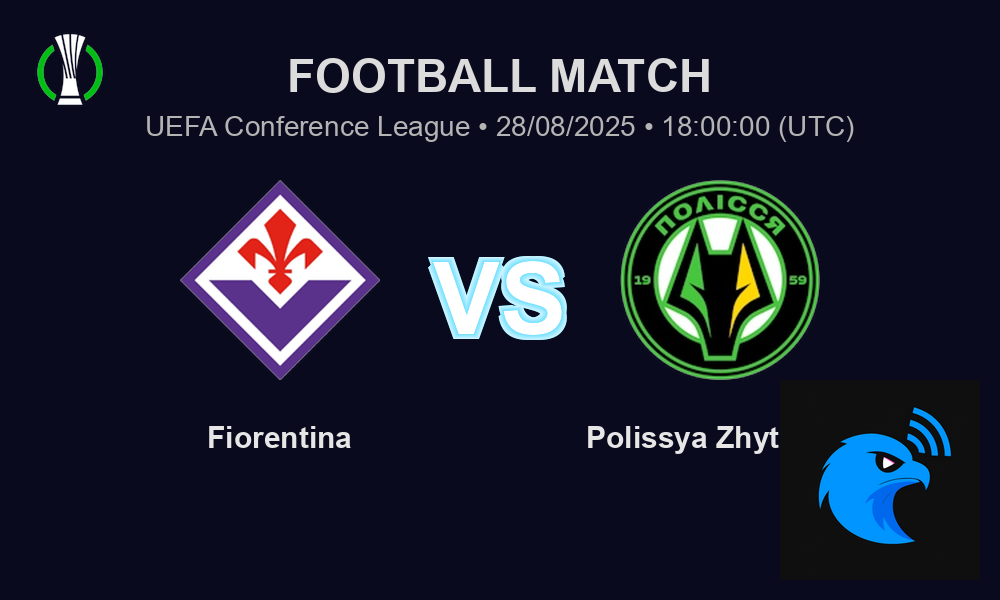 FOOTBALL MATCH
UEFA Conference League • 28/08/2025 • 18:00:00 (UTC)
ПОЛІССЯ
19 59
VS
Fiorentina
Polissya Zhyt